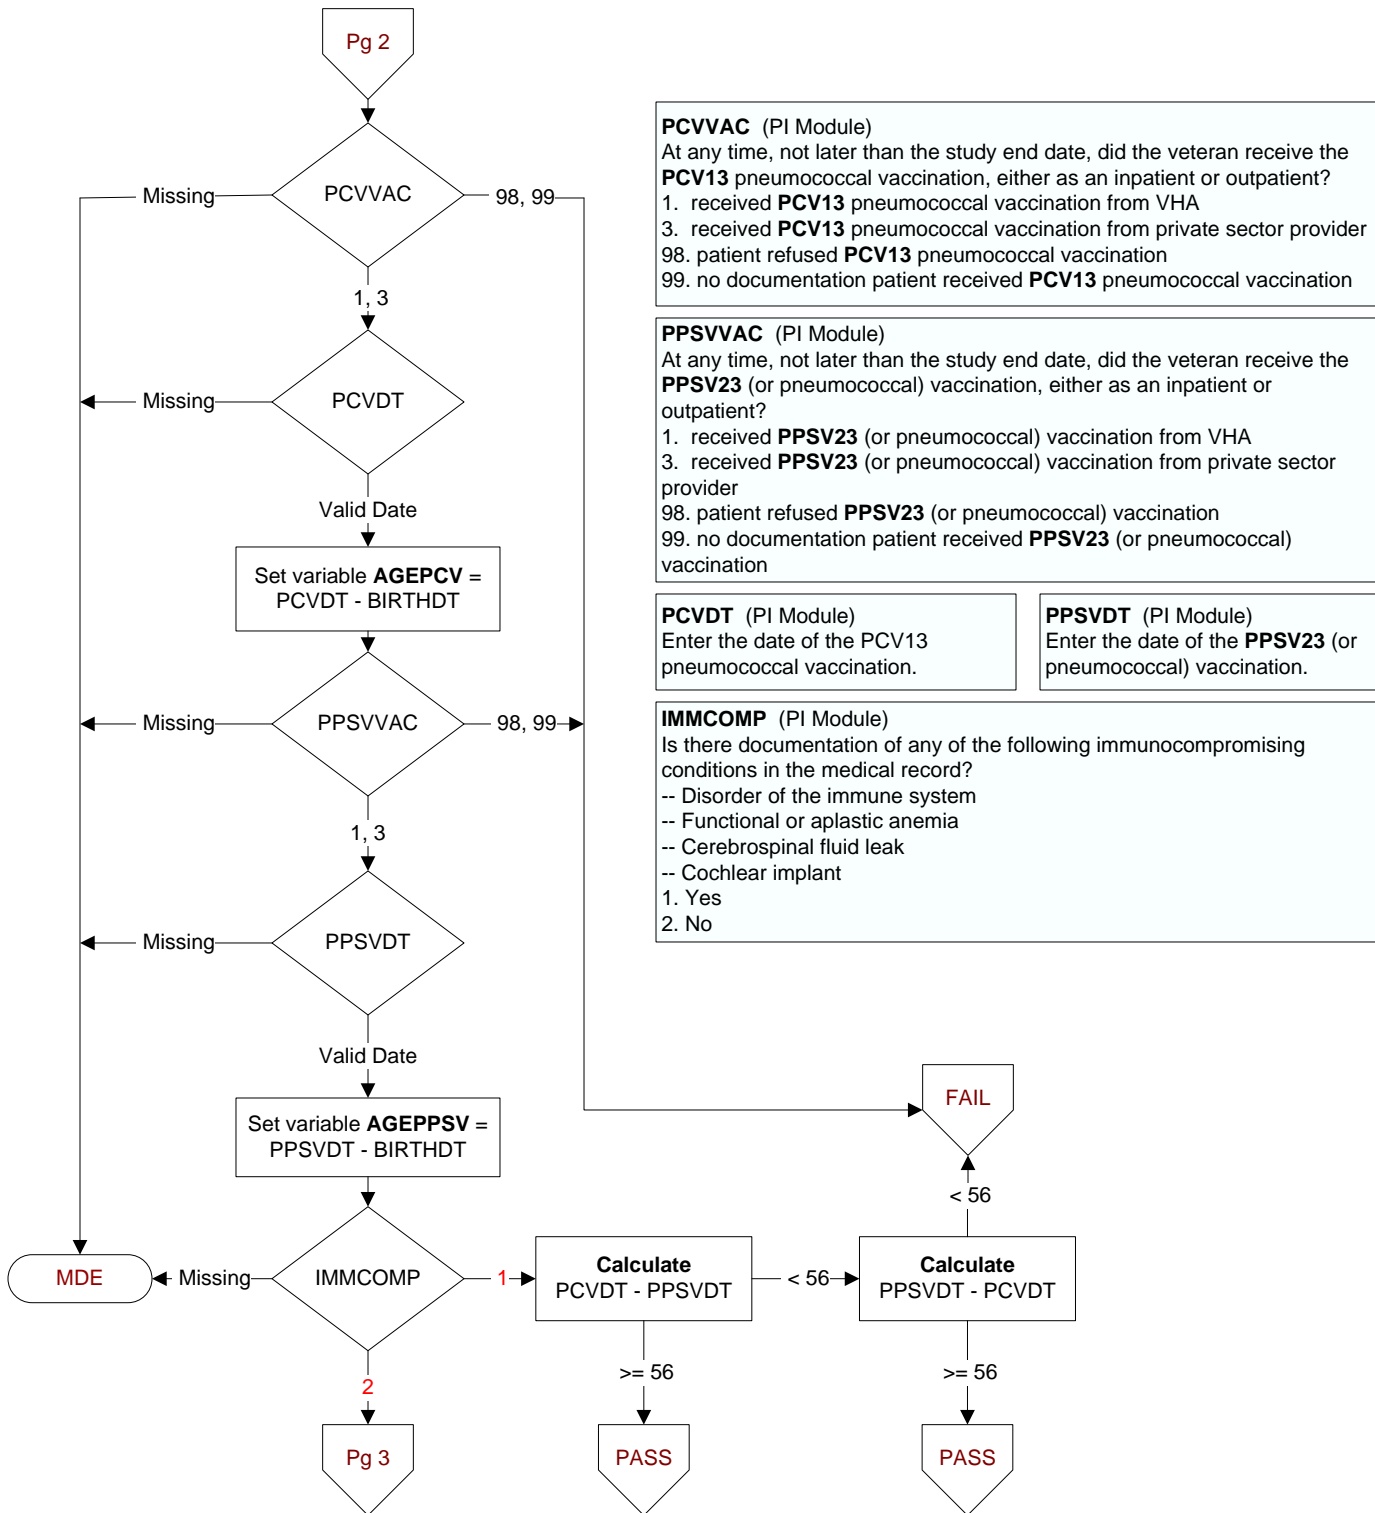 Pg 2
PCVVAC
Missing
98, 99
1, 3
PCVDT
Missing
Valid Date
Set variable AGEPCV =
PCVDT - BIRTHDT
PPSVVAC
Missing
98, 99
1, 3
PPSVDT
Missing
Valid Date
Set variable AGEPPSV =
PPSVDT - BIRTHDT
IMMCOMP
Missing
MDE
1
2
Pg 3
Calculate
PCVDT - PPSVDT
< 56
>= 56
PASS
Calculate
PPSVDT - PCVDT
< 56
FAIL
>= 56
PASS
PCVVAC (PI Module)
At any time, not later than the study end date, did the veteran receive the
PCV13 pneumococcal vaccination, either as an inpatient or outpatient?
1. received PCV13 pneumococcal vaccination from VHA
3. received PCV13 pneumococcal vaccination from private sector provider
98. patient refused PCV13 pneumococcal vaccination
99. no documentation patient received PCV13 pneumococcal vaccination
PPSVVAC (PI Module)
At any time, not later than the study end date, did the veteran receive the
PPSV23 (or pneumococcal) vaccination, either as an inpatient or
outpatient?
1. received PPSV23 (or pneumococcal) vaccination from VHA
3. received PPSV23 (or pneumococcal) vaccination from private sector
provider
98. patient refused PPSV23 (or pneumococcal) vaccination
99. no documentation patient received PPSV23 (or pneumococcal)
vaccination
PCVDT (PI Module)
Enter the date of the PCV13
pneumococcal vaccination.
PPSVDT (PI Module)
Enter the date of the PPSV23 (or
pneumococcal) vaccination.
IMMCOMP (PI Module)
Is there documentation of any of the following immunocompromising
conditions in the medical record?
-- Disorder of the immune system
-- Functional or aplastic anemia
-- Cerebrospinal fluid leak
-- Cochlear implant
1. Yes
2. No